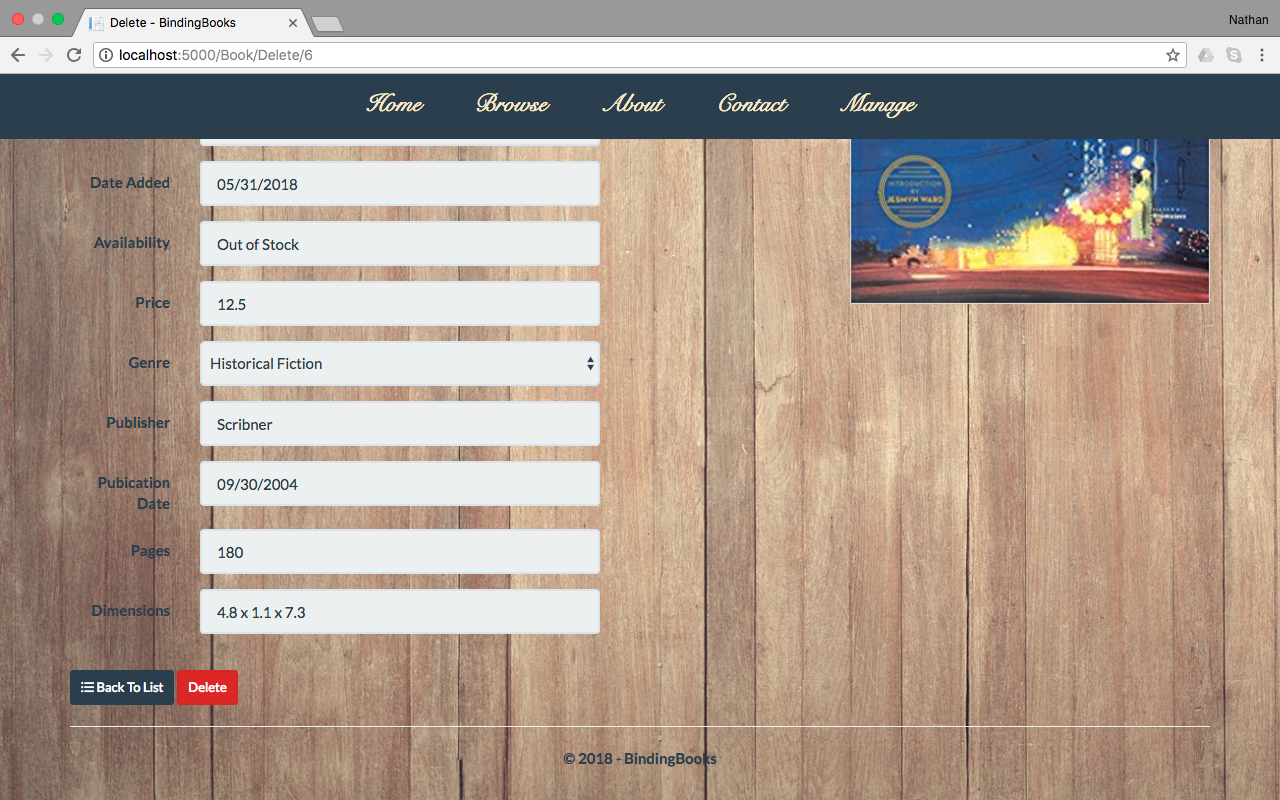 Delete - BindingBooks
Nathan
localhost:5000/Book/Delete/6
Home Browse About Contact Manage
INTRODUCTION
BY
JESMYN WARD
Date Added 05/31/2018
Availability Out of Stock
Price 12.5
Genre Historical Fiction
Publisher Scribner
Pubication
Date 09/30/2004
Pages 180
Dimensions 4.8 x 1.1 x 7.3
Back To List Delete
© 2018 - BindingBooks